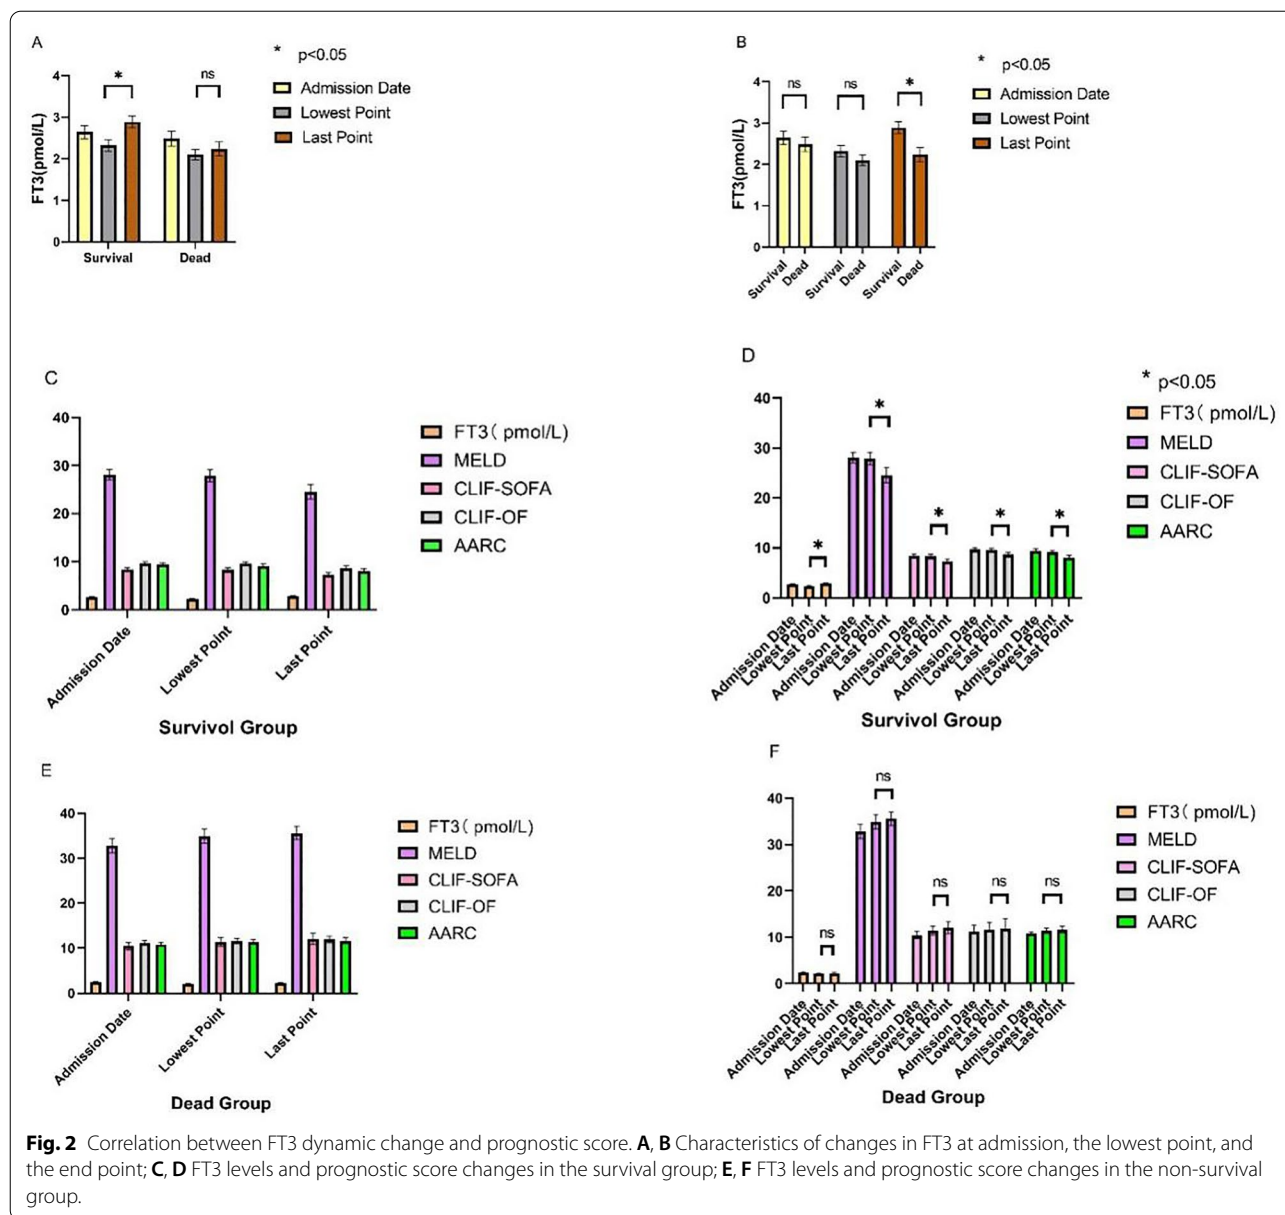 A
* p<0.05
Admission Date
Lowest Point
Last Point
FT3(pmol/L)
4
3
2
1
0
*
ns
Survival
Dead
B
* p<0.05
Admission Date
Lowest Point
Last Point
FT3(pmol/L)
4
3
2
1
0
ns
ns
*
Survival
Dead
Survival
Dead
Survival
Dead
C
40
30
20
10
0
FT3( pmol/L)
MELD
CLIF-SOFA
CLIF-OF
AARC
Admission Date
Lowest Point
Last Point
Survivol Group
D
* p<0.05
FT3( pmol/L)
MELD
CLIF-SOFA
CLIF-OF
AARC
40
30
20
10
0
*
*
*
*
*
Admission Date
Lowest Point
Last Point
Admission Date
Lowest Point
Last Point
Admission Date
Lowest Point
Last Point
Admission Date
Lowest Point
Last Point
Admission Date
Lowest Point
Last Point
Survivol Group
E
40
30
20
10
0
FT3( pmol/L)
MELD
CLIF-SOFA
CLIF-OF
AARC
Admission Date
Lowest Point
Last Point
Dead Group
F
40
30
20
10
0
ns
ns
ns
ns
ns
FT3( pmol/L)
MELD
CLIF-SOFA
CLIF-OF
AARC
Admission Date
Lowest Point
Last Point
Admission Date
Lowest Point
Last Point
Admission Date
Lowest Point
Last Point
Admission Date
Lowest Point
Last Point
Admission Date
Lowest Point
Last Point
Dead Group
Fig. 2 Correlation between FT3 dynamic change and prognostic score. A, B Characteristics of changes in FT3 at admission, the lowest point, and
the end point; C, D FT3 levels and prognostic score changes in the survival group; E, F FT3 levels and prognostic score changes in the non-survival
group.